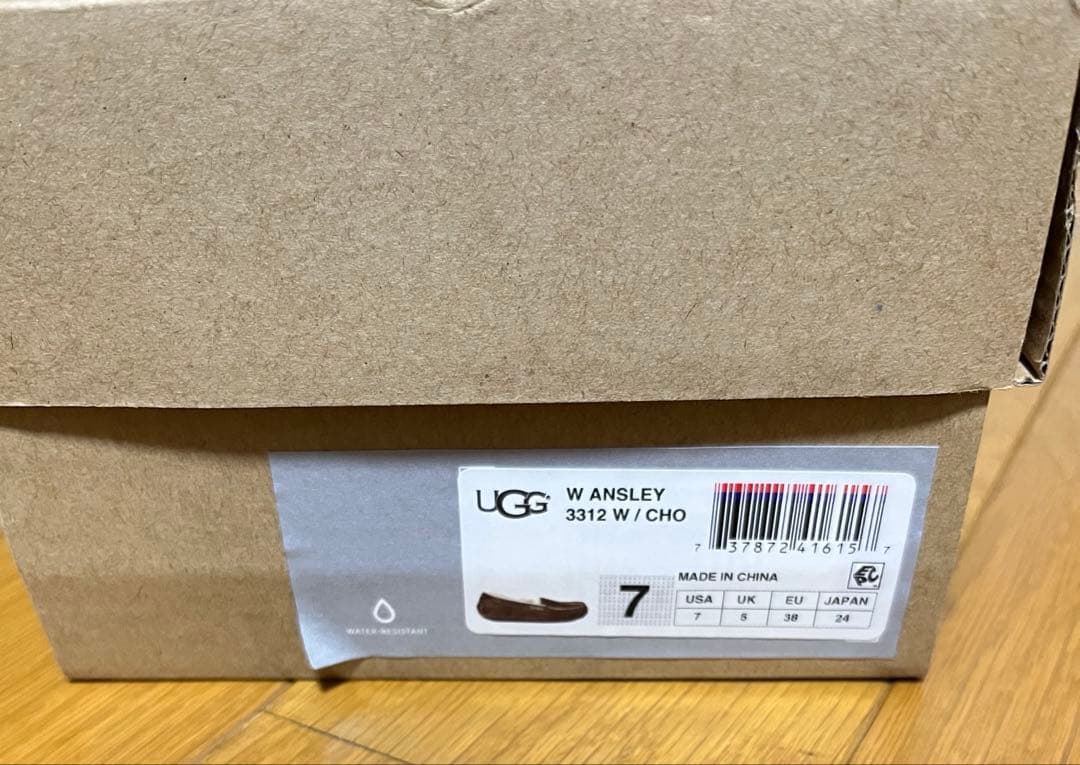 UGG
W ANSLEY
3312 W / CHO
7 37872 41615 7
MADE IN CHINA
7
USA UK EU JAPAN
7 5 38 24
WATER-RESISTANT